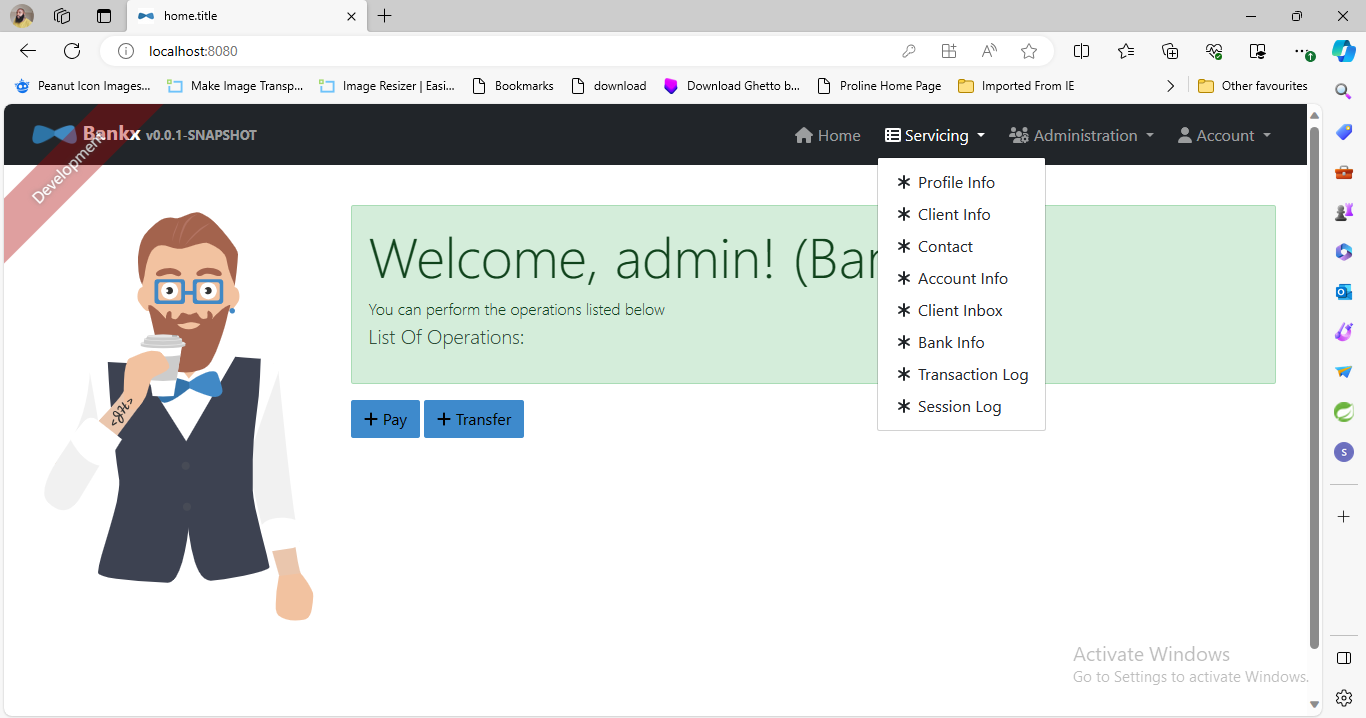 home.title
localhost:8080
Peanut Icon Images...
Make Image Transp...
Image Resizer | Easi...
Bookmarks
download
Download Ghetto b...
Proline Home Page
Imported From IE
Other favourites
Bankx v0.0.1-SNAPSHOT
Development
Home
Servicing
Administration
Account
Profile Info
Client Info
Contact
Account Info
Client Inbox
Bank Info
Transaction Log
Session Log
Welcome, admin! (Ban
You can perform the operations listed below
List Of Operations:
+ Pay
+ Transfer
<JH>
S
Activate Windows
Go to Settings to activate Windows.